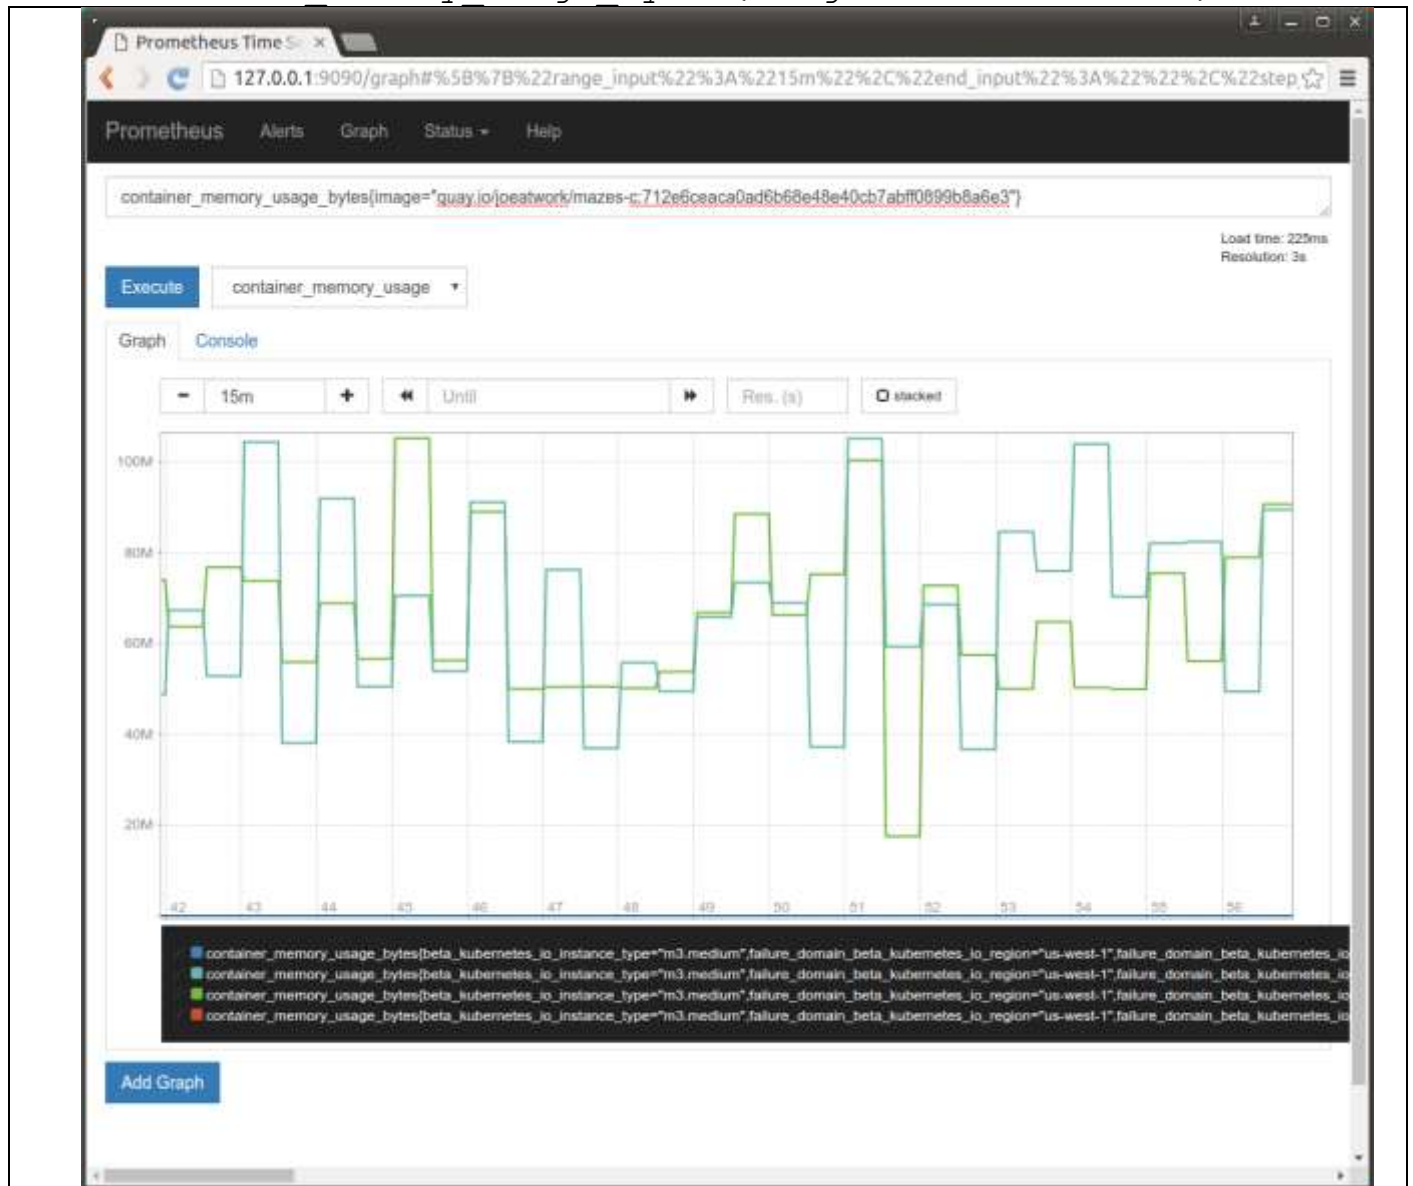 Prometheus Time S
127.0.0.1:9090/graph#%5B%7B%22range_input%22%3A%2215m%22%2C%22end_input%22%3A%22%22%2C%22step
Prometheus Alerts Graph Status Help
container_memory_usage_bytes{image="quay.io/joeatwork/mazes-c:712e6ceaca0ad6b68e48e40cb7abff0899b8a6e3"}
Load time: 225ms
Resolution: 3s
Execute container_memory_usage
Graph Console
15m Until Res. (s) stacked
100M
80M
60M
40M
20M
42 43 44 45 46 47 48 49 50 51 52 53 54 55 56
container_memory_usage_bytes{beta_kubernetes_io_instance_type="m3.medium",failure_domain_beta_kubernetes_io_region="us-west-1",failure_domain_beta_kubernetes_io
container_memory_usage_bytes{beta_kubernetes_io_instance_type="m3.medium",failure_domain_beta_kubernetes_io_region="us-west-1",failure_domain_beta_kubernetes_io
container_memory_usage_bytes{beta_kubernetes_io_instance_type="m3.medium",failure_domain_beta_kubernetes_io_region="us-west-1",failure_domain_beta_kubernetes_io
container_memory_usage_bytes{beta_kubernetes_io_instance_type="m3.medium",failure_domain_beta_kubernetes_io_region="us-west-1",failure_domain_beta_kubernetes_io
Add Graph